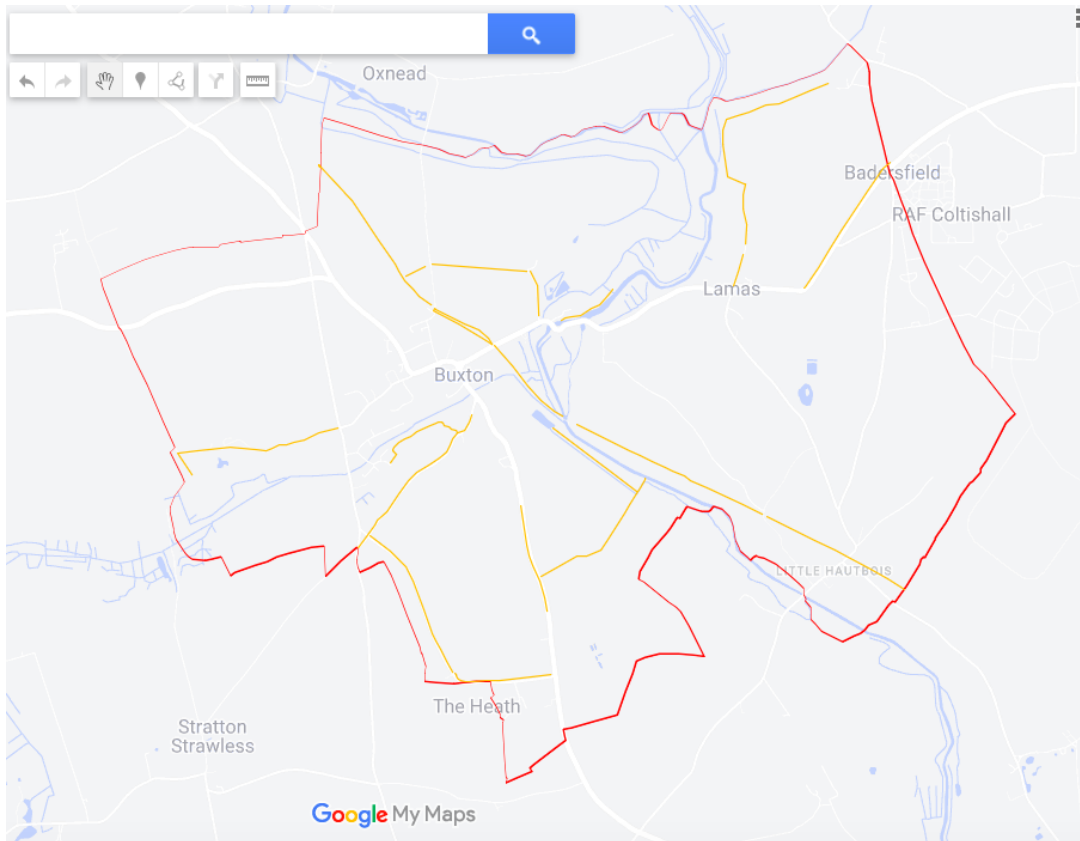 Oxnead
Badersfield
RAF Coltishall
Lamas
Buxton
LITTLE HAUTBOIS
The Heath
Stratton
Strawless
Google My Maps